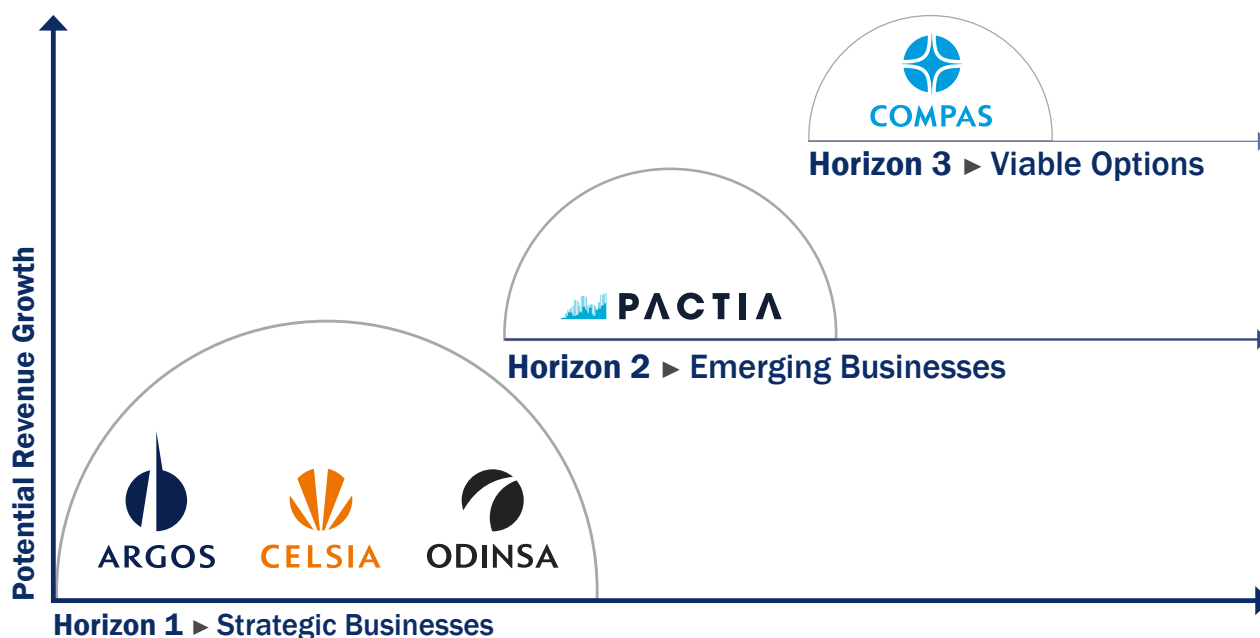 COMPAS
Horizon 3 ► Viable Options
PACTIA
Horizon 2 ► Emerging Businesses
Potential Revenue Growth
ARGOS
CELSIA
ODINSA
Horizon 1 ► Strategic Businesses